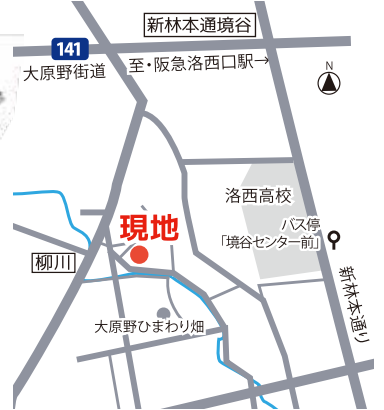 新林本通境谷
141
大原野街道
至・阪急洛西口駅→
N
洛西高校
バス停
「境谷センター前」
現地
柳川
新林本通り
大原野ひまわり畑